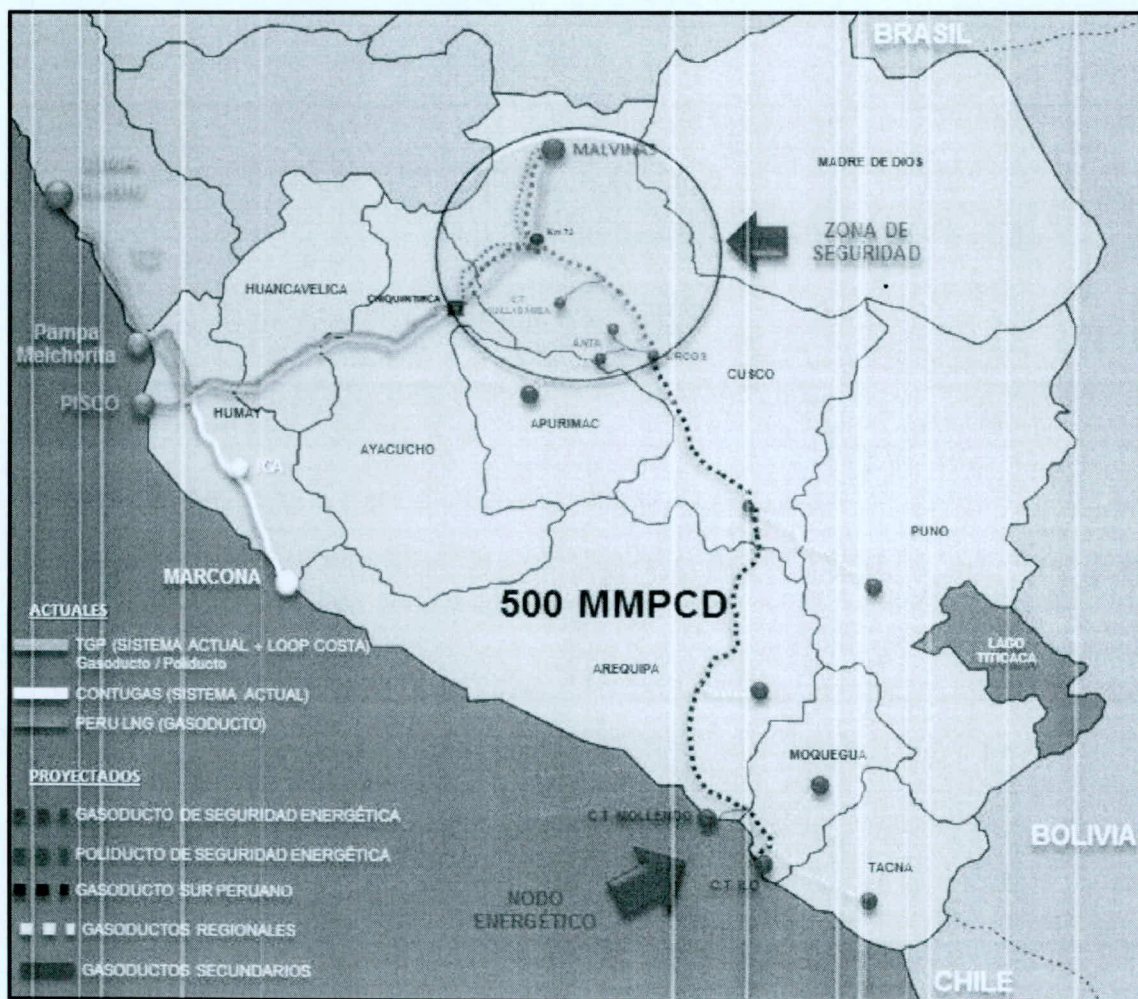 BRASIL
MALVINAS
MADRE DE DIOS
ZONA DE
SEGURIDAD
HUANCAVELICA
CHIQUINTIRCA
ANTA
URCOS
CUSCO
Pampa
Melchorita
PISCO
HUMAY
APURIMAC
AYACUCHO
ICA
PUNO
MARCONA
500 MMPCD
LAGO
TITICACA
AREQUIPA
ACTUALES
TGP (SISTEMA ACTUAL + LOOP COSTA)
Gasoducto / Poliducto
CONTUGAS (SISTEMA ACTUAL)
PERU LNG (GASODUCTO)
MOQUEGUA
PROYECTADOS
GASODUCTO DE SEGURIDAD ENERGÉTICA
POLIDUCTO DE SEGURIDAD ENERGÉTICA
GASODUCTO SUR PERUANO
GASODUCTOS REGIONALES
GASODUCTOS SECUNDARIOS
C.T. MOLLENDO
C.T. ILO
NODO
ENERGÉTICO
TACNA
BOLIVIA
CHILE